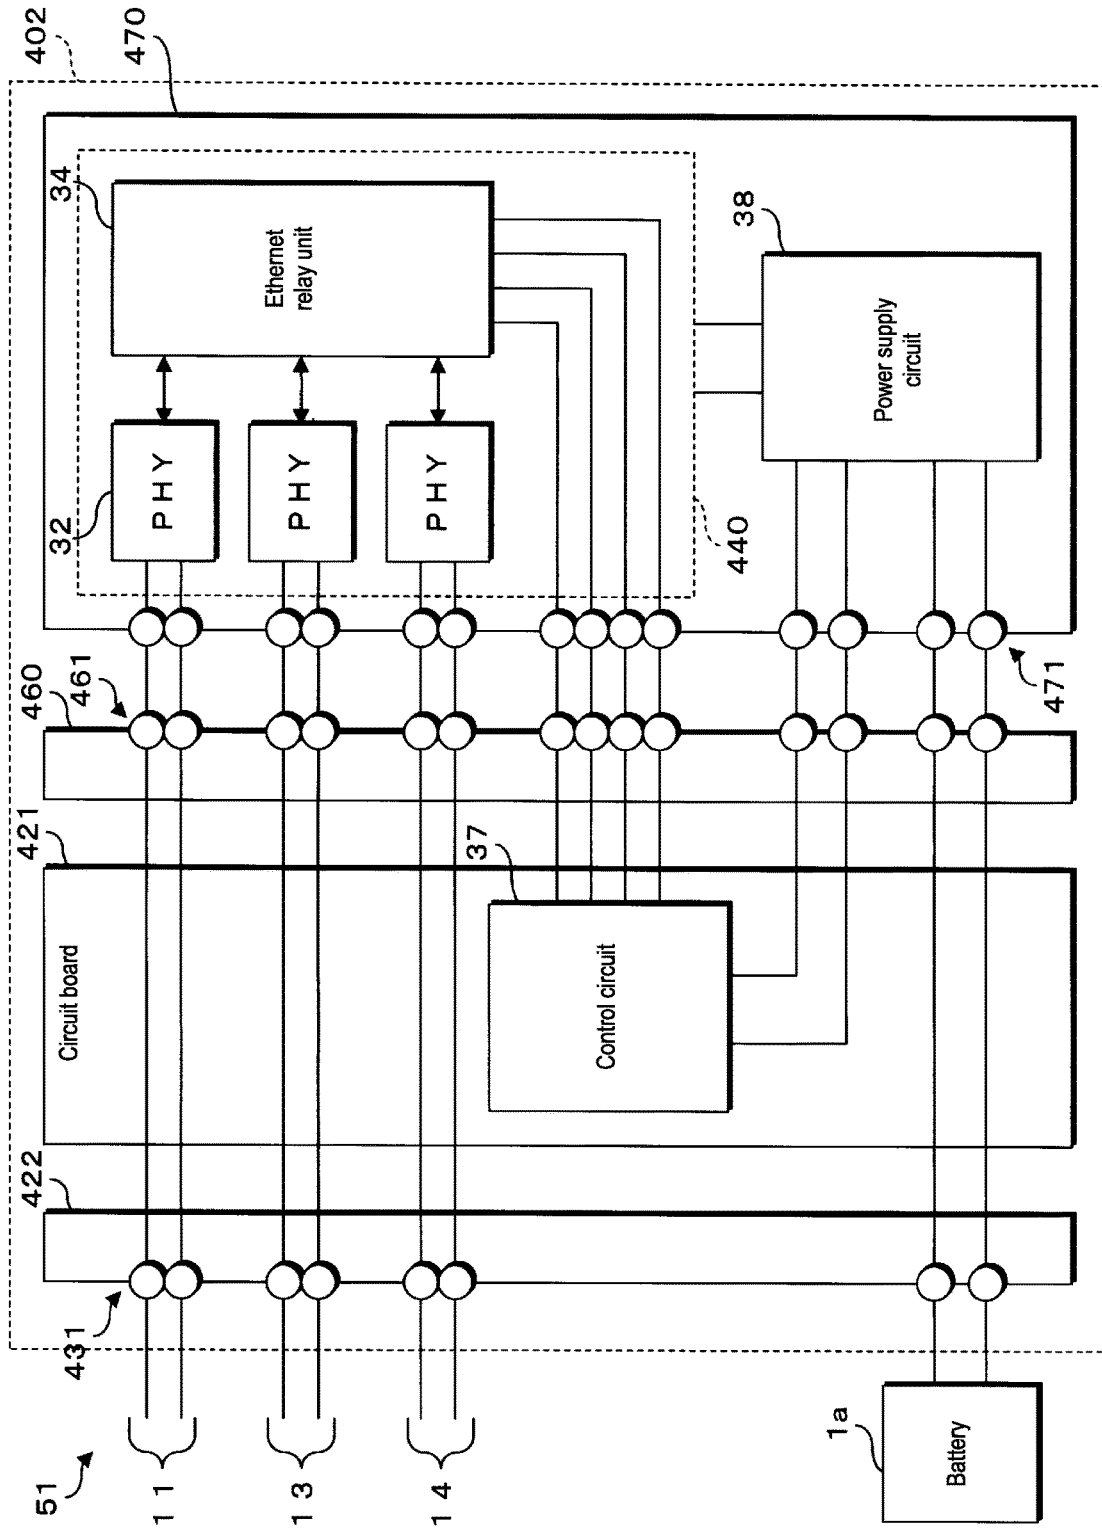 402
470
34
Ethernet
relay unit
38
Power supply
circuit
32
PHY
PHY
PHY
440
460
461
471
421
Circuit board
37
Control circuit
422
431
51
11
13
14
1a
Battery